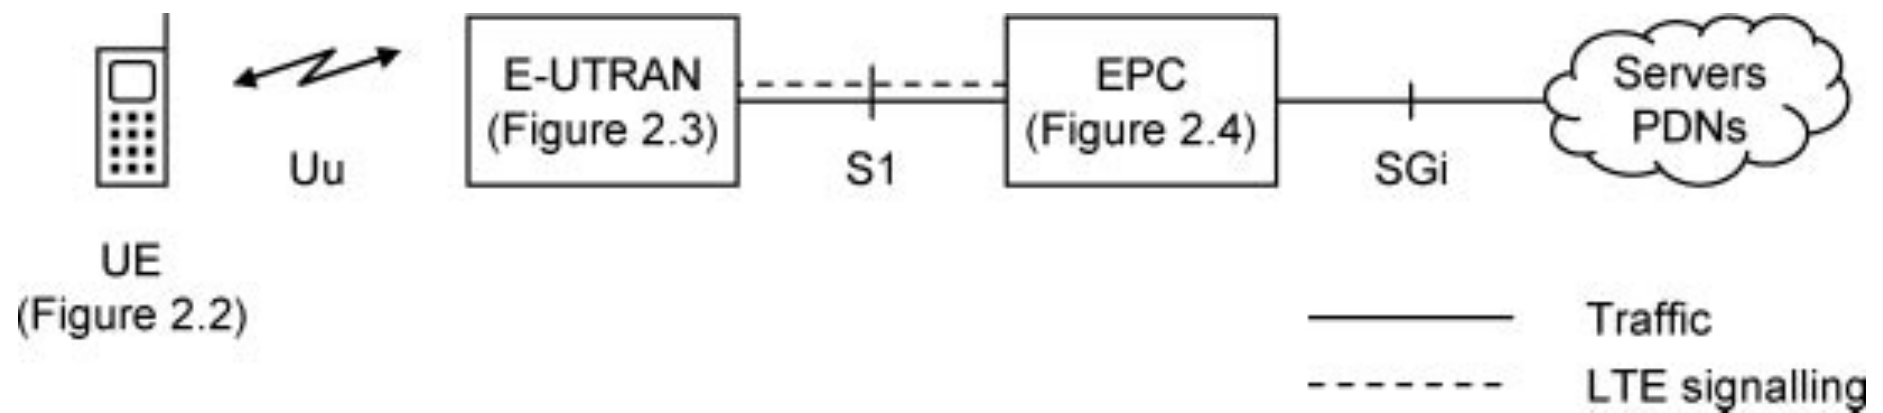 E-UTRAN
(Figure 2.3)
EPC
(Figure 2.4)
Servers
PDNs
Uu
S1
SGi
UE
(Figure 2.2)
Traffic
LTE signalling